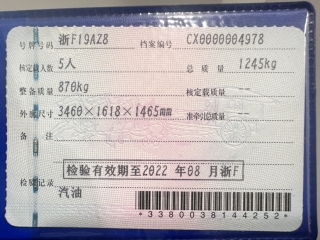 号牌号码 浙F19AZ8 档案编号 CX0000004978
核定载人数 5人 总质量 1245kg
整备质量 870kg 核定载质量 --
外廓尺寸 3460×1618×1465mm 准牵引总质量 --
备注
检验有效期至2022年08月浙F
检验记录
汽油
*3380038144252*